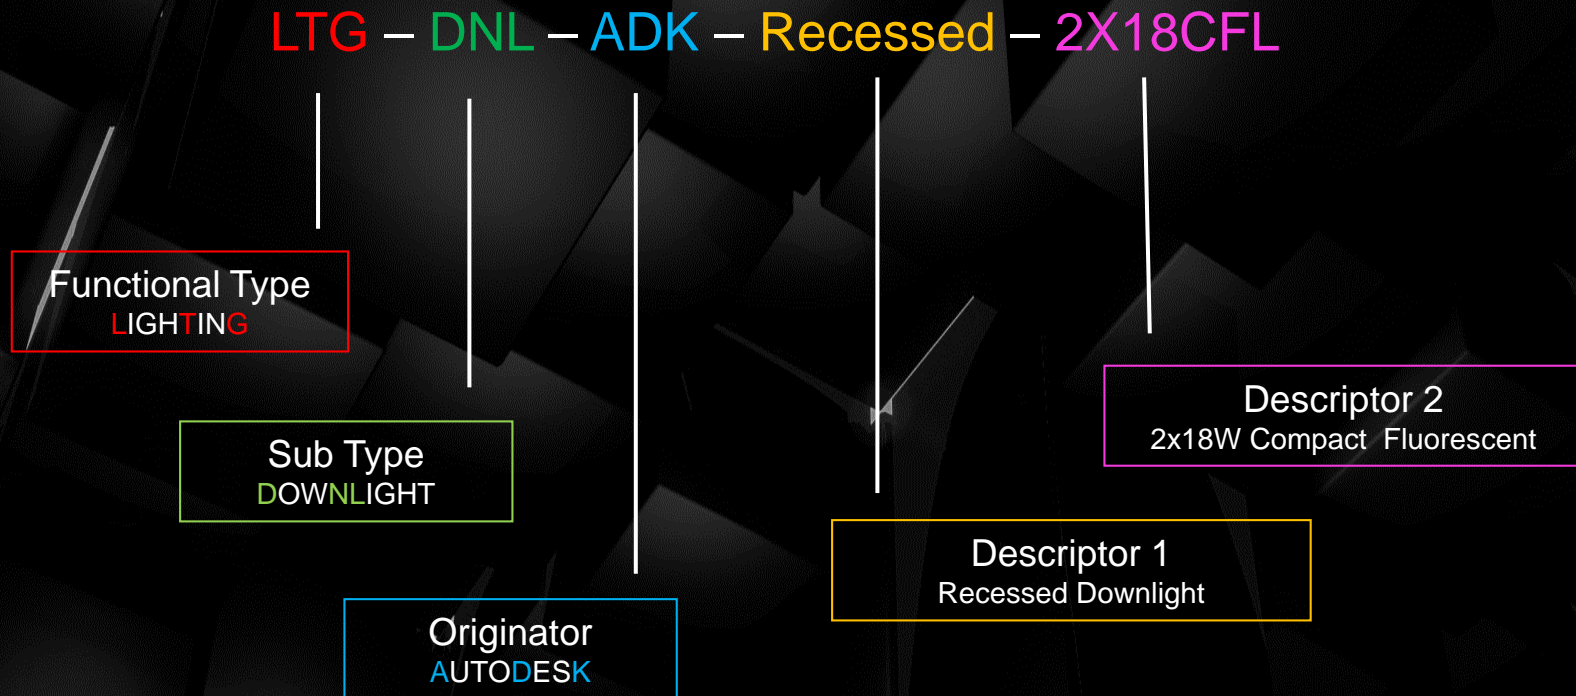 LTG – DNL – ADK – Recessed – 2X18CFL
Functional Type
LIGHTING
Descriptor 2
2x18W Compact Fluorescent
Sub Type
DOWNLIGHT
Descriptor 1
Recessed Downlight
Originator
AUTODESK